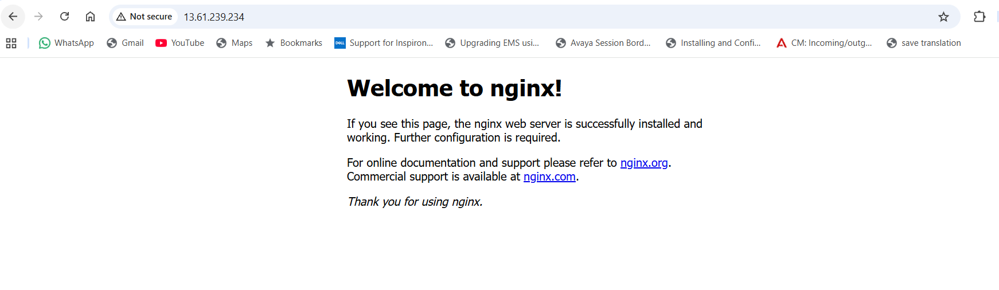 Not secure 13.61.239.234
WhatsApp Gmail YouTube Maps Bookmarks DELL Support for Inspiron... Upgrading EMS usi... Avaya Session Bord... Installing and Confi... CM: Incoming/outg... save translation
Welcome to nginx!
If you see this page, the nginx web server is successfully installed and
working. Further configuration is required.
For online documentation and support please refer to nginx.org.
Commercial support is available at nginx.com.
Thank you for using nginx.